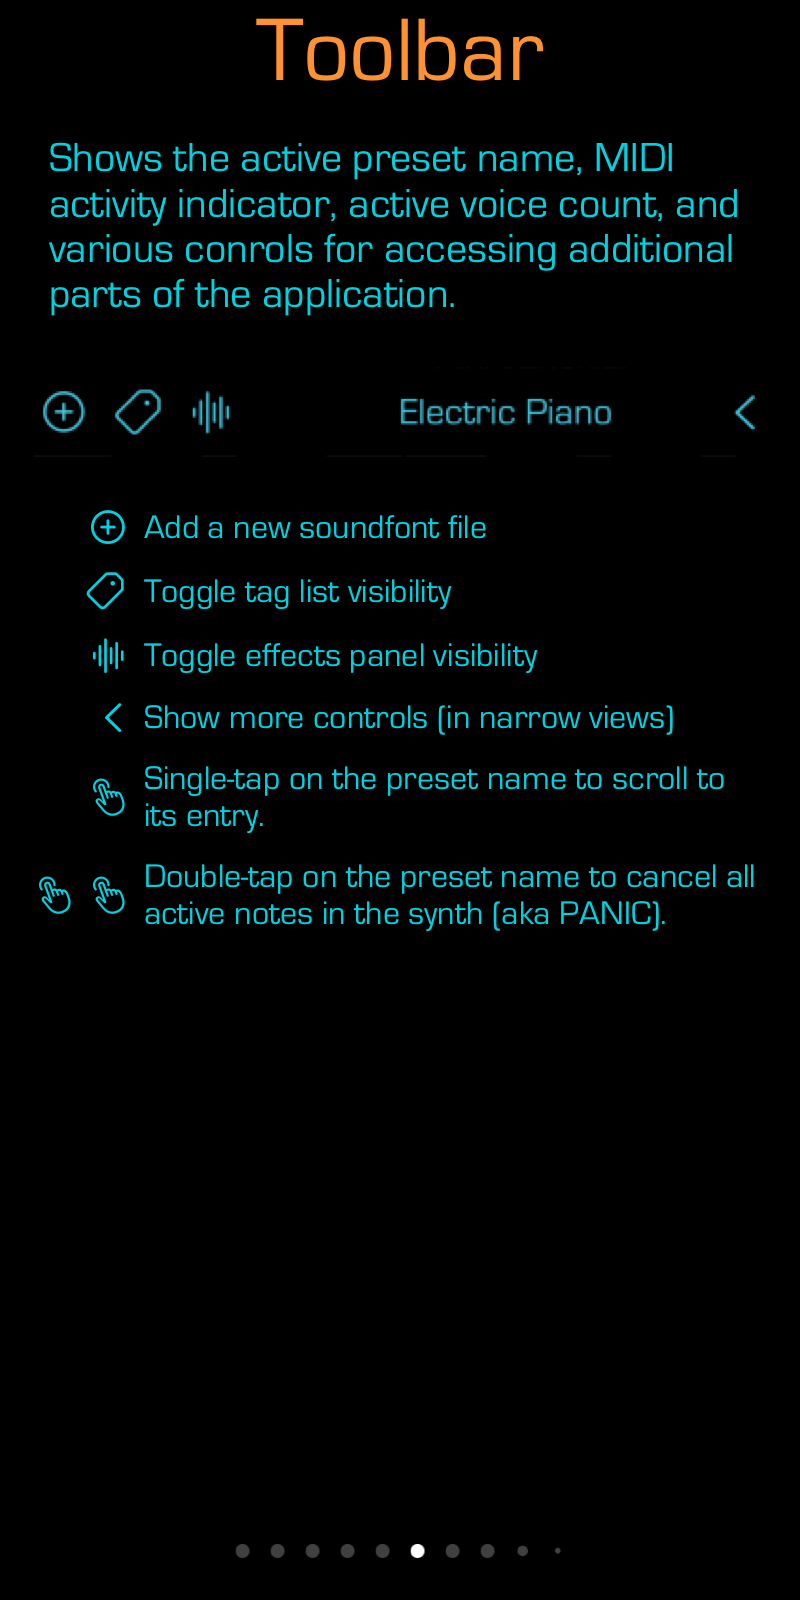 Toolbar
Shows the active preset name, MIDI
activity indicator, active voice count, and
various conrols for accessing additional
parts of the application.
Electric Piano
Add a new soundfont file
Toggle tag list visibility
Toggle effects panel visibility
Show more controls (in narrow views)
Single-tap on the preset name to scroll to
its entry.
Double-tap on the preset name to cancel all
active notes in the synth (aka PANIC).